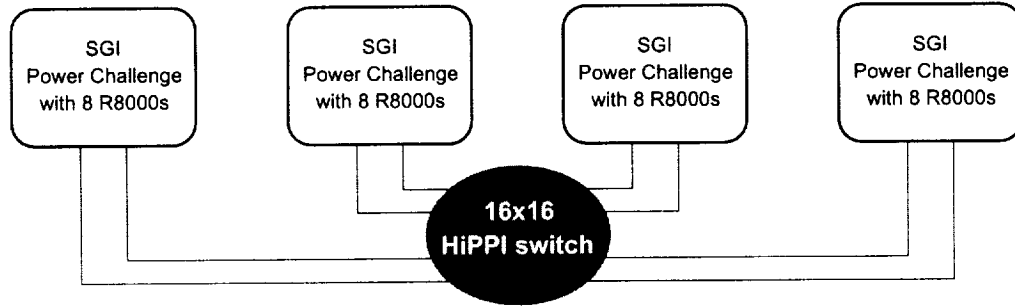 SGI
Power Challenge
with 8 R8000s
SGI
Power Challenge
with 8 R8000s
SGI
Power Challenge
with 8 R8000s
SGI
Power Challenge
with 8 R8000s
16x16
HiPPI switch